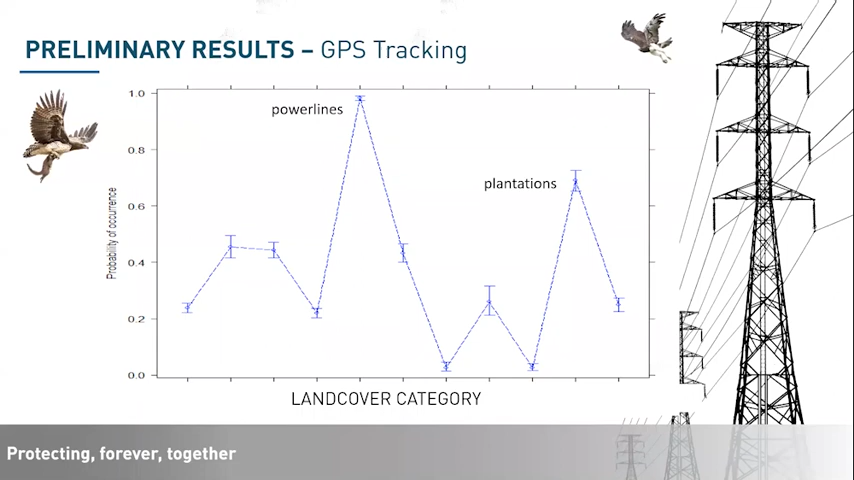 PRELIMINARY RESULTS – GPS Tracking
1.0
powerlines
0.8
plantations
0.6
Probability of occurrence
0.4
0.2
0.0
LANDCOVER CATEGORY
Protecting, forever, together